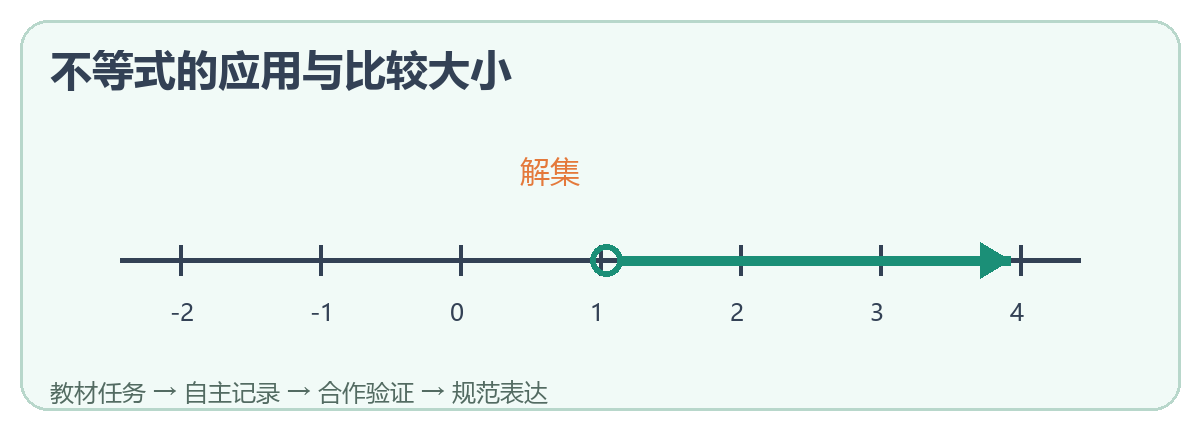 不等式的应用与比较大小
解集
-2 -1 0 1 2 3 4
教材任务 → 自主记录 → 合作验证 → 规范表达